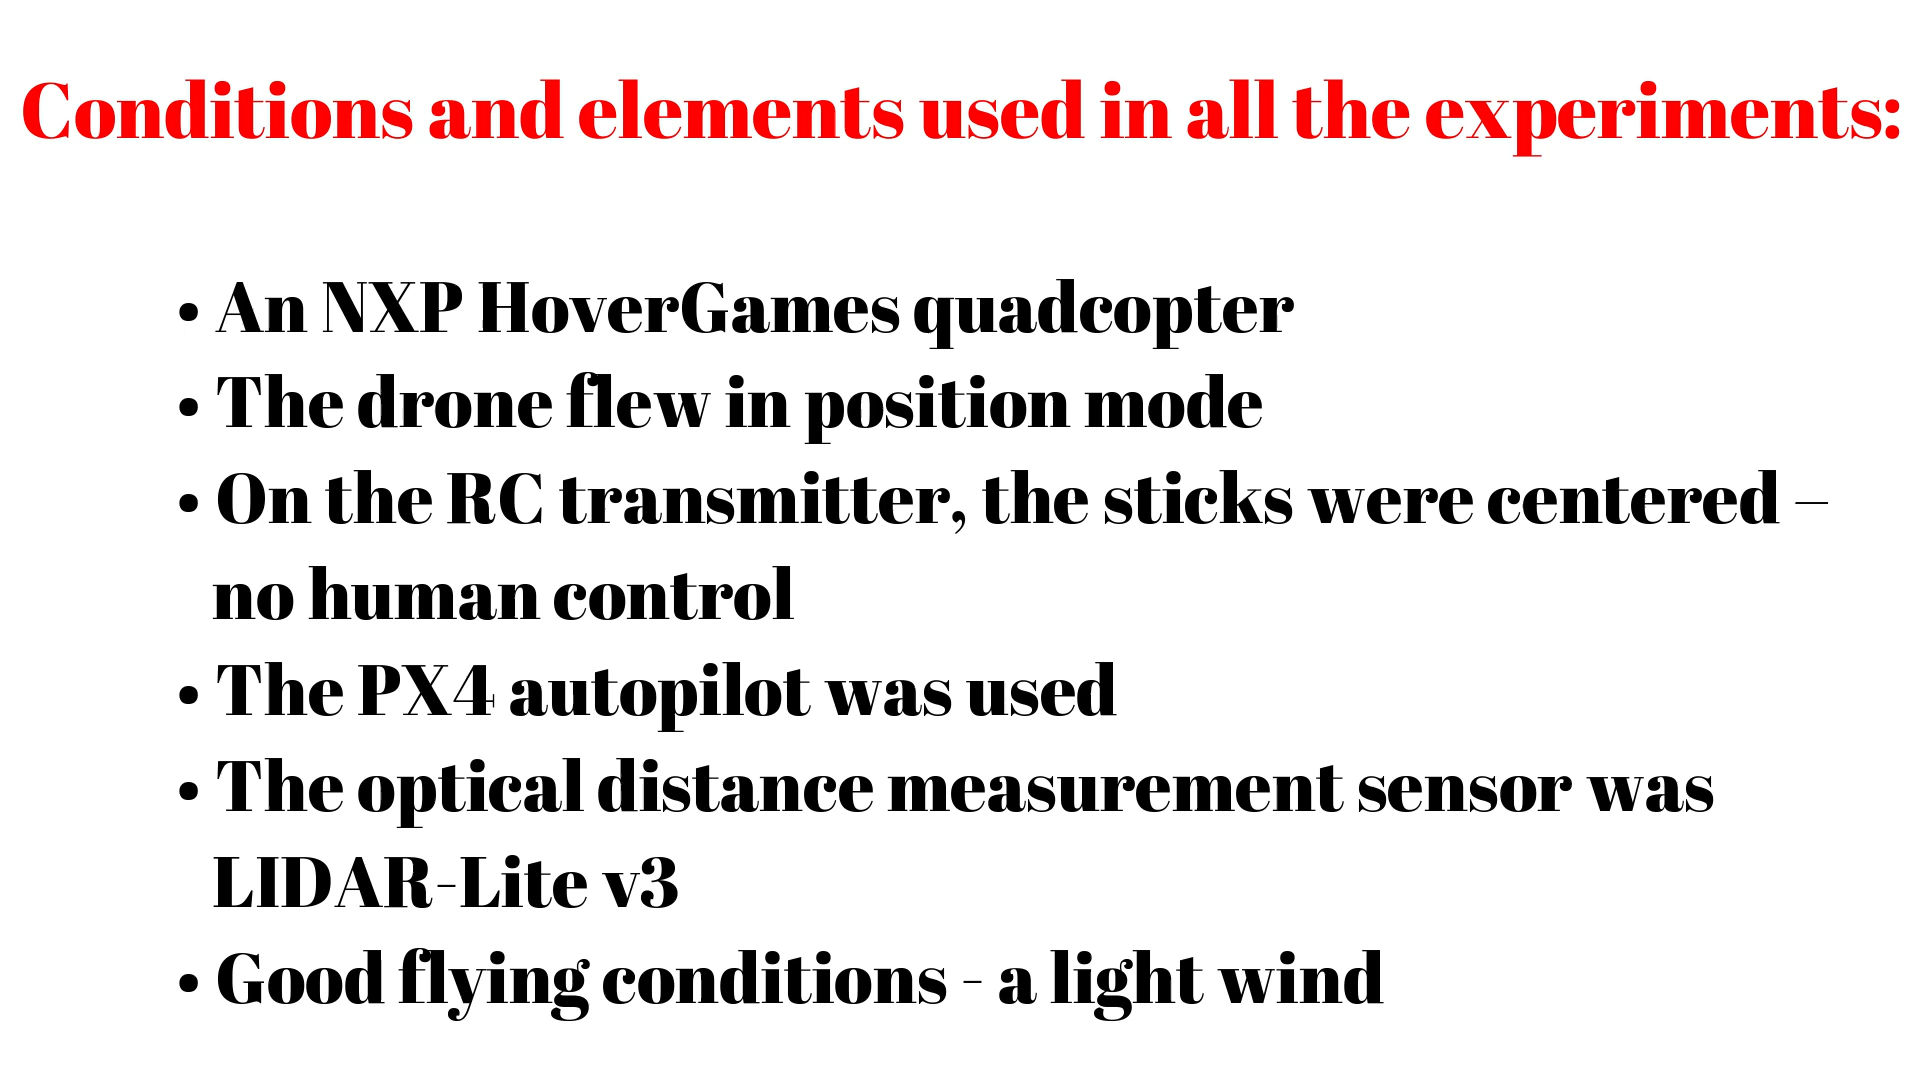 Conditions and elements used in all the experiments:
• An NXP HoverGames quadcopter
• The drone flew in position mode
• On the RC transmitter, the sticks were centered –
no human control
• The PX4 autopilot was used
• The optical distance measurement sensor was
LIDAR-Lite v3
• Good flying conditions - a light wind